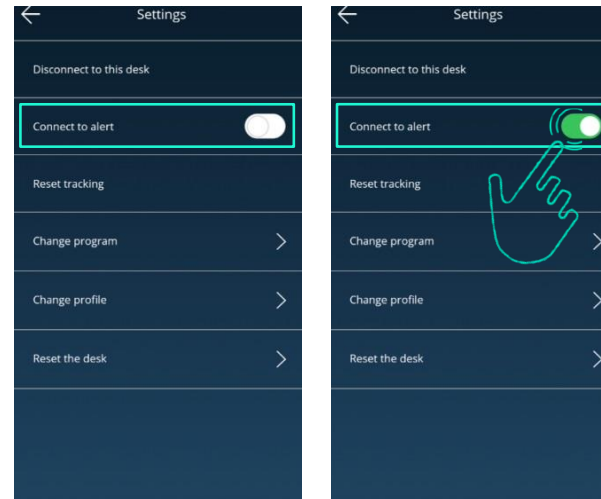 Settings
Disconnect to this desk
Connect to alert
Reset tracking
Change program
Change profile
Reset the desk
Settings
Disconnect to this desk
Connect to alert
Reset tracking
Change program
Change profile
Reset the desk